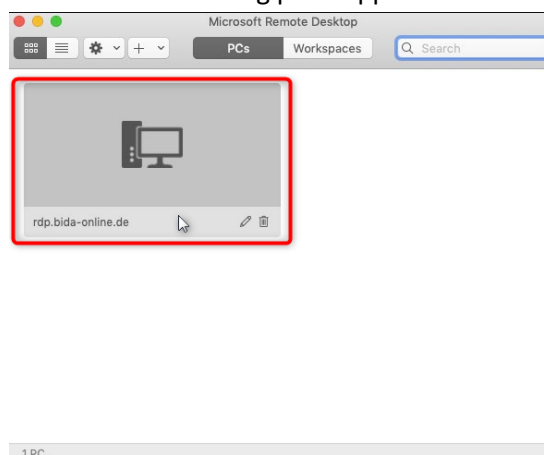 Microsoft Remote Desktop
PCs Workspaces Search
rdp.bida-online.de
1 PC